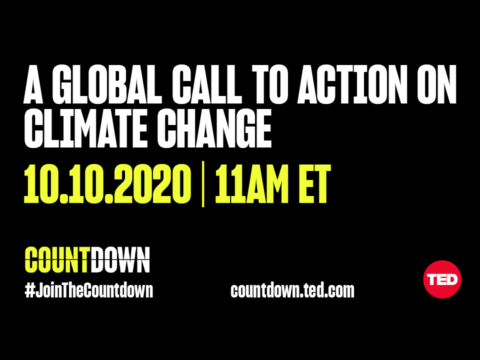 A GLOBAL CALL TO ACTION ON
CLIMATE CHANGE
10.10.2020 | 11AM ET
COUNTDOWN
#JoinTheCountdown
countdown.ted.com
TED